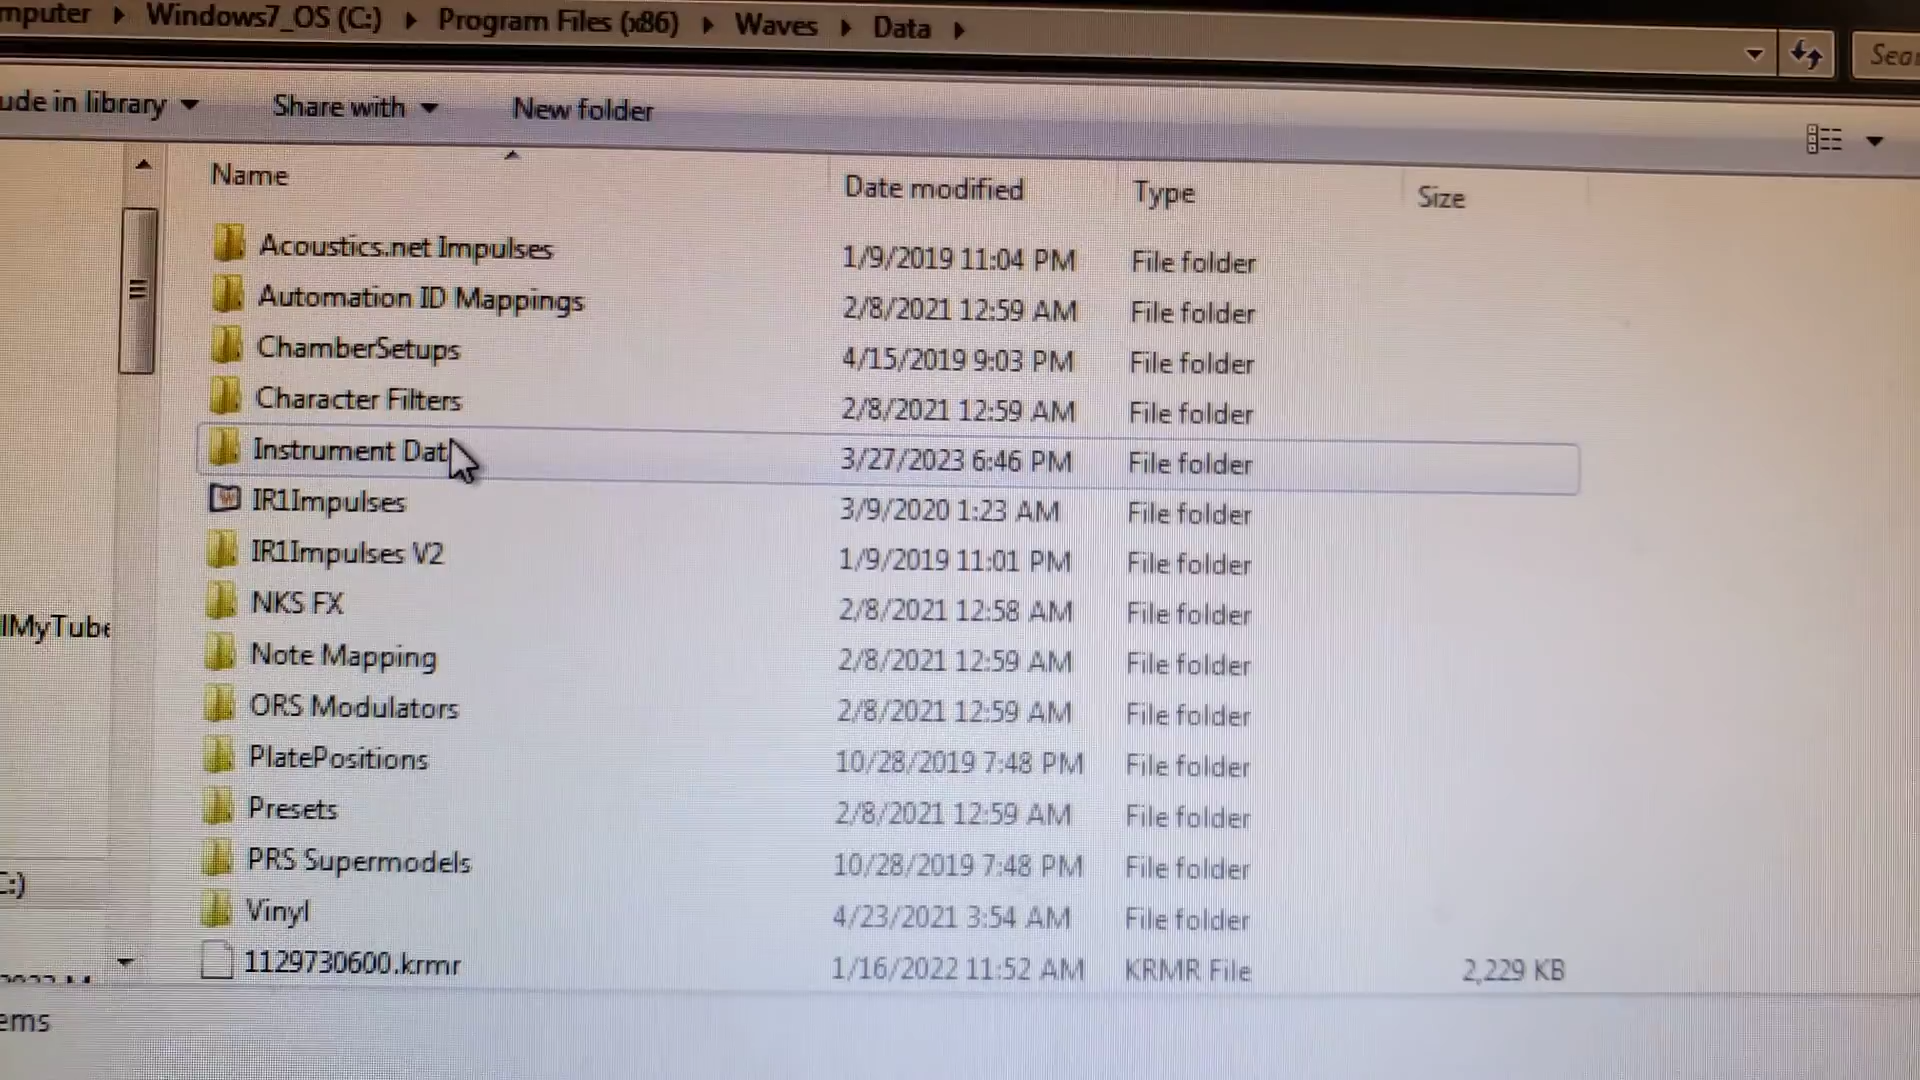 mputer ▸ Windows7_OS (C:) ▸ Program Files (x86) ▸ Waves ▸ Data ▸
Sear
ude in library Share with New folder
Name Date modified Type Size
Acoustics.net Impulses 1/9/2019 11:04 PM File folder
Automation ID Mappings 2/8/2021 12:59 AM File folder
ChamberSetups 4/15/2019 9:03 PM File folder
Character Filters 2/8/2021 12:59 AM File folder
Instrument Dat 3/27/2023 6:46 PM File folder
IR1Impulses 3/9/2020 1:23 AM File folder
IR1Impulses V2 1/9/2019 11:01 PM File folder
NKS FX 2/8/2021 12:58 AM File folder
lMyTube
Note Mapping 2/8/2021 12:59 AM File folder
ORS Modulators 2/8/2021 12:59 AM File folder
PlatePositions 10/28/2019 7:48 PM File folder
Presets 2/8/2021 12:59 AM File folder
PRS Supermodels 10/28/2019 7:48 PM File folder
C:)
Vinyl 4/23/2021 3:54 AM File folder
1129730600.krmr 1/16/2022 11:52 AM KRMR File 2,229 KB
ems